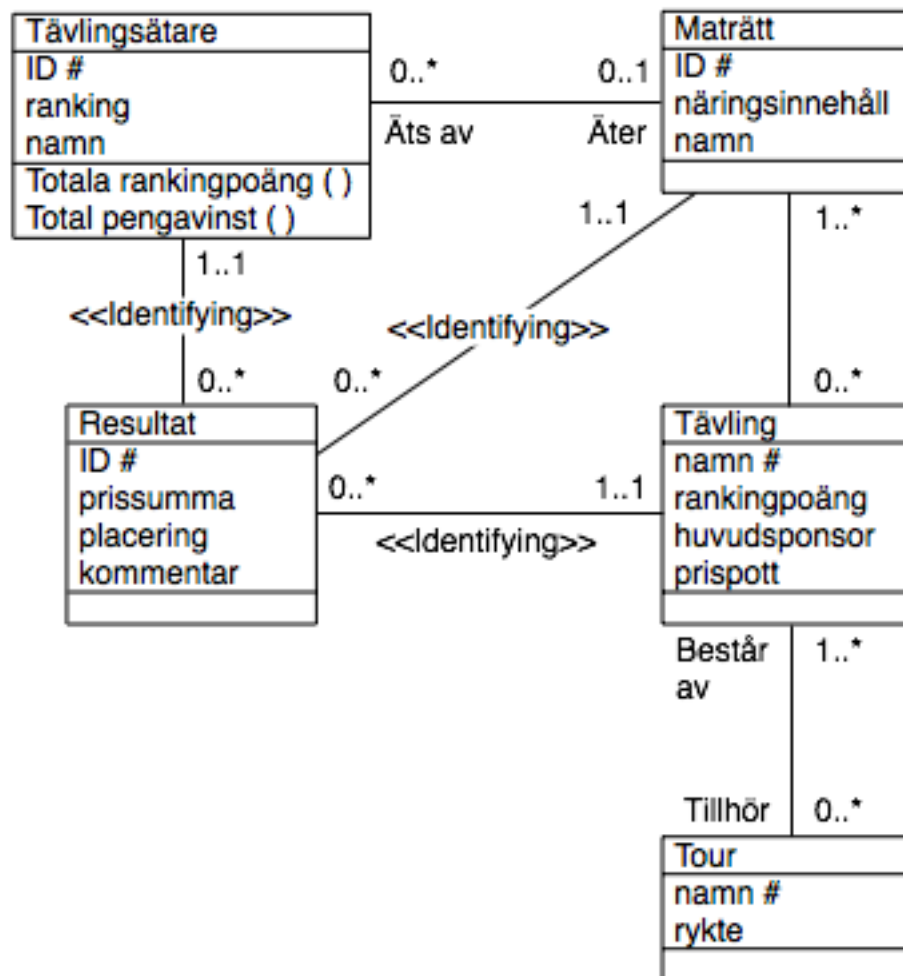 Tävlingsätare
ID #
ranking
namn
Totala rankingpoäng ( )
Total pengavinst ( )
0..*
0..1
Äts av
Äter
Maträtt
ID #
näringsinnehåll
namn
1..1
<<Identifying>>
0..*
1..1
<<Identifying>>
0..*
1..*
0..*
Resultat
ID #
prissumma
placering
kommentar
0..*
1..1
<<Identifying>>
Tävling
namn #
rankingpoäng
huvudsponsor
prispott
Består
av
1..*
Tillhör
0..*
Tour
namn #
rykte